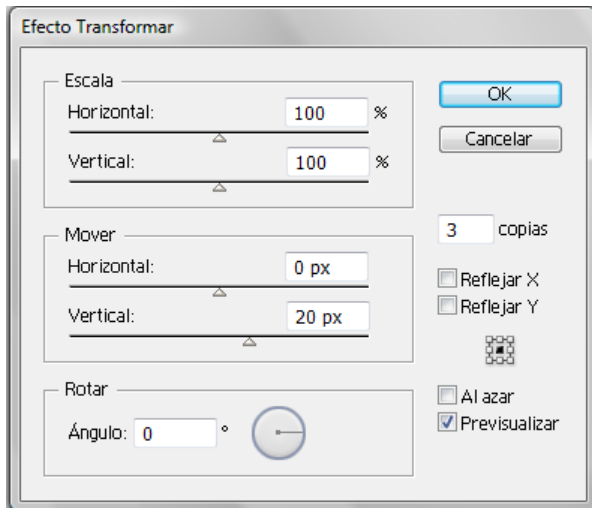 Efecto Transformar
Escala
Horizontal: 100 %
Vertical: 100 %
Mover
Horizontal: 0 px
Vertical: 20 px
Rotar
Ángulo: 0 °
OK
Cancelar
3 copias
Reflejar X
Reflejar Y
Al azar
Previsualizar